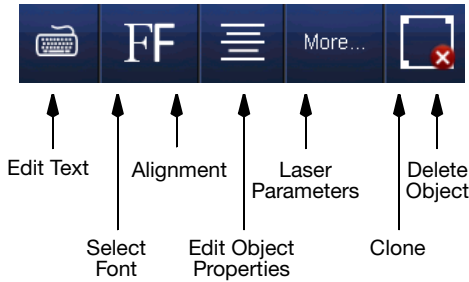 FF
More...
Edit Text
Alignment
Laser
Parameters
Delete
Object
Select
Font
Edit Object
Properties
Clone